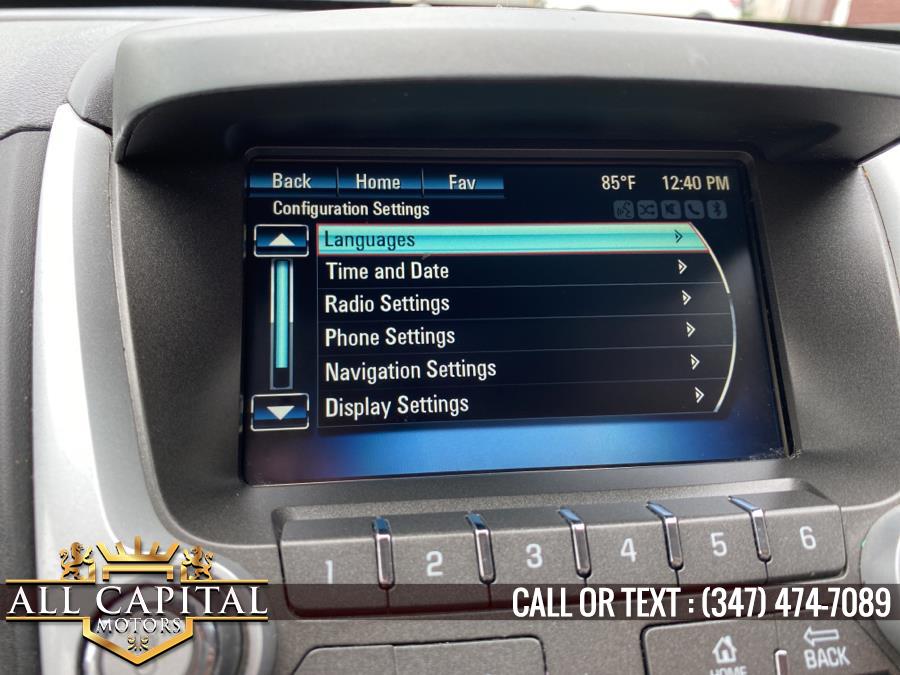 Back Home Fav 85°F 12:40 PM
Configuration Settings
Languages
Time and Date
Radio Settings
Phone Settings
Navigation Settings
Display Settings
1 2 3 4 5 6
ALL CAPITAL
MOTORS
CALL OR TEXT : (347) 474-7089
HOME BACK